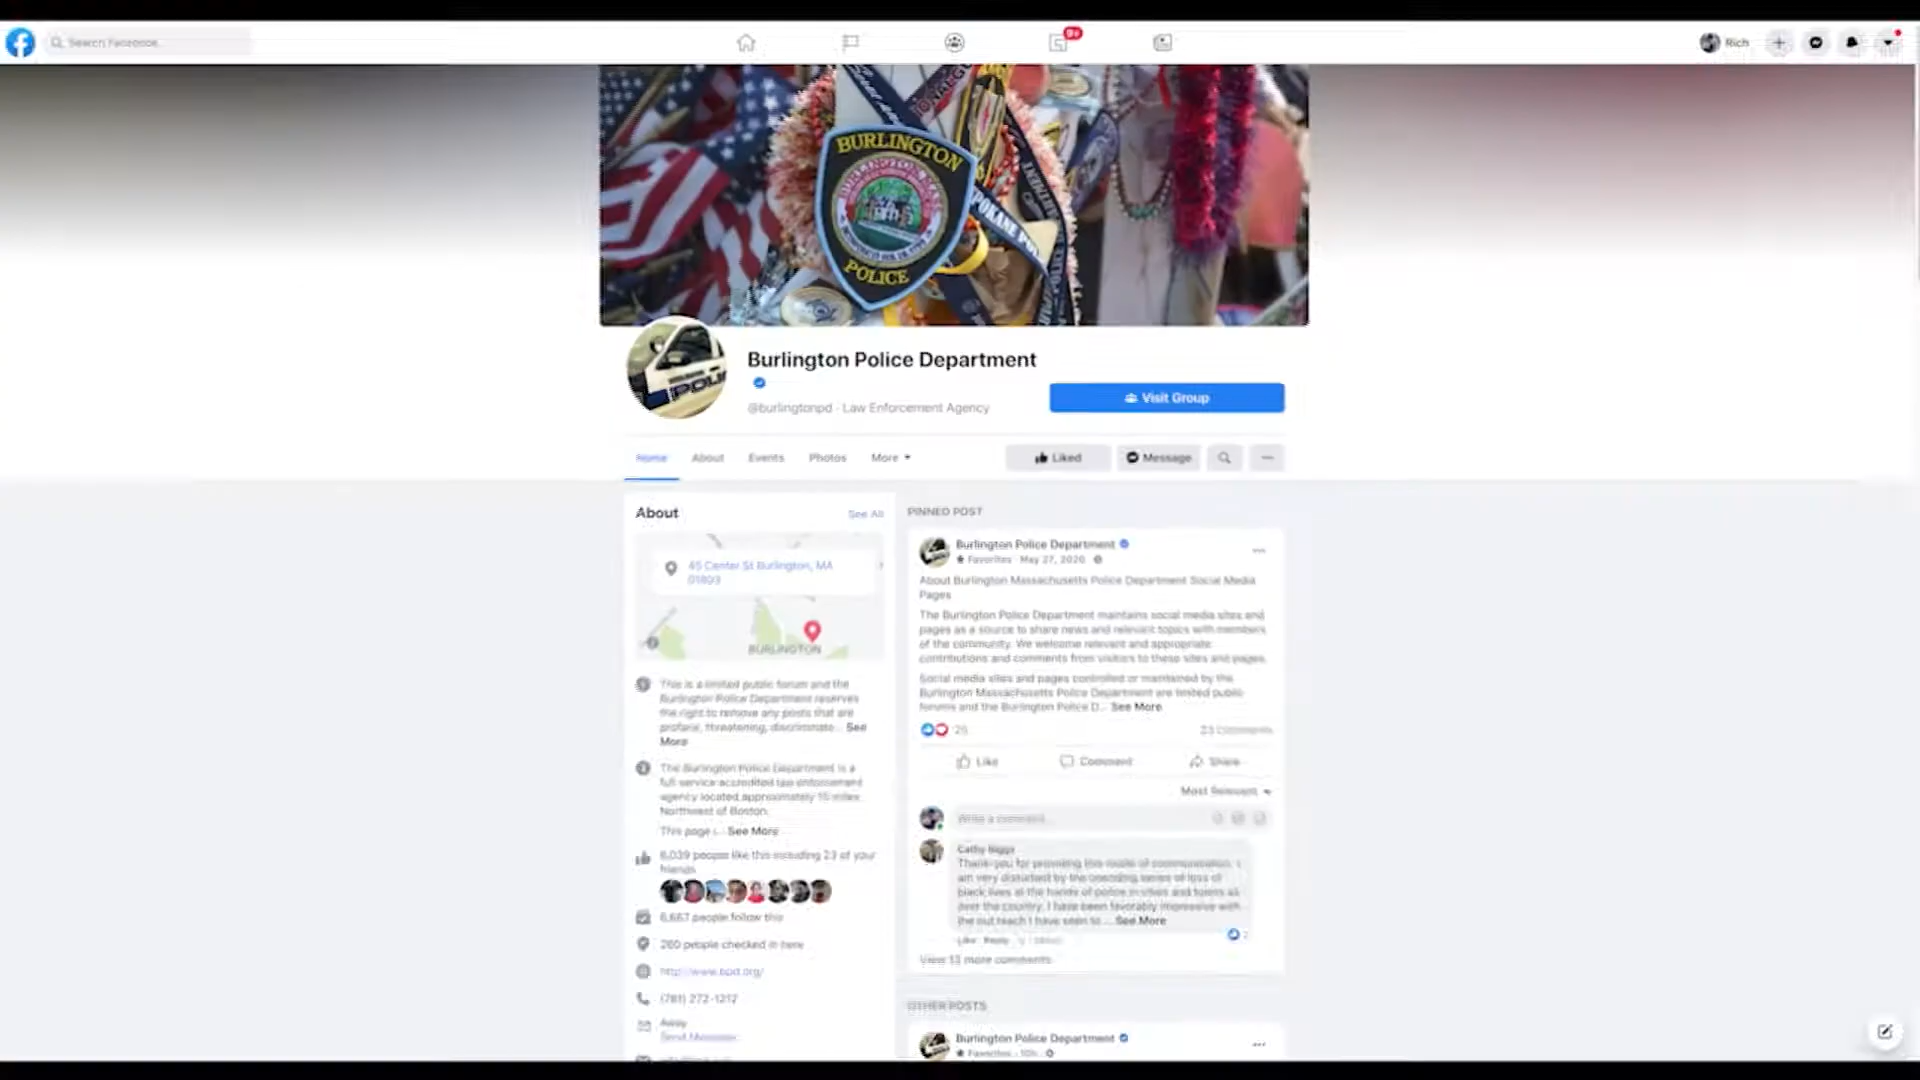 Search Facebook
9+
Rich
BURLINGTON
POLICE
SPOKANE
Burlington Police Department
@burlingtonpd · Law Enforcement Agency
Visit Group
Home
About
Events
Photos
More
Liked
Message
About
See All
45 Center St Burlington, MA
01803
BURLINGTON
This is a limited public forum and the
Burlington Police Department reserves
the right to remove any posts that are
profane, threatening, discriminate... See
More
The Burlington Police Department is a
full service accredited law enforcement
agency located approximately 15 miles
Northwest of Boston.
This page i... See More
6,039 people like this including 23 of your
friends
6,667 people follow this
260 people checked in here
http://www.bpd.org/
(781) 272-1212
Away
Send Message
PINNED POST
Burlington Police Department
Favorites · May 27, 2020
About Burlington Massachusetts Police Department Social Media
Pages
The Burlington Police Department maintains social media sites and
pages as a source to share news and relevant topics with members
of the community. We welcome relevant and appropriate
contributions and comments from visitors to these sites and pages.
Social media sites and pages controlled or maintained by the
Burlington Massachusetts Police Department are limited public
forums and the Burlington Police D... See More
25
23 Comments
Like
Comment
Share
Most Relevant
Write a comment...
Cathy Biggs
Thank you for providing this mode of communication. I
am very disturbed by the unending series of loss of
black lives at the hands of police in cities and towns all
over the country. I have been favorably impressive with
the out reach I have seen to ... See More
2
Like · Reply
View 13 more comments
OTHER POSTS
Burlington Police Department
Favorites · 10h